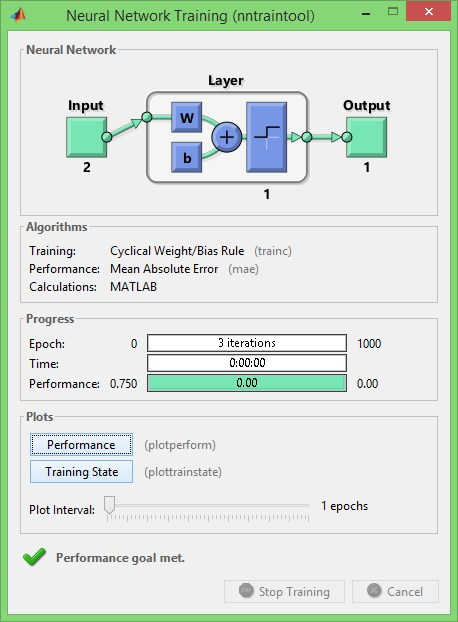 Neural Network Training (nntraintool)
Neural Network
Layer
Input
Output
W
b
+
2
1
1
Algorithms
Training: Cyclical Weight/Bias Rule (trainc)
Performance: Mean Absolute Error (mae)
Calculations: MATLAB
Progress
Epoch: 0 3 iterations 1000
Time: 0:00:00
Performance: 0.750 0.00 0.00
Plots
Performance (plotperform)
Training State (plottrainstate)
Plot Interval: 1 epochs
Performance goal met.
Stop Training Cancel